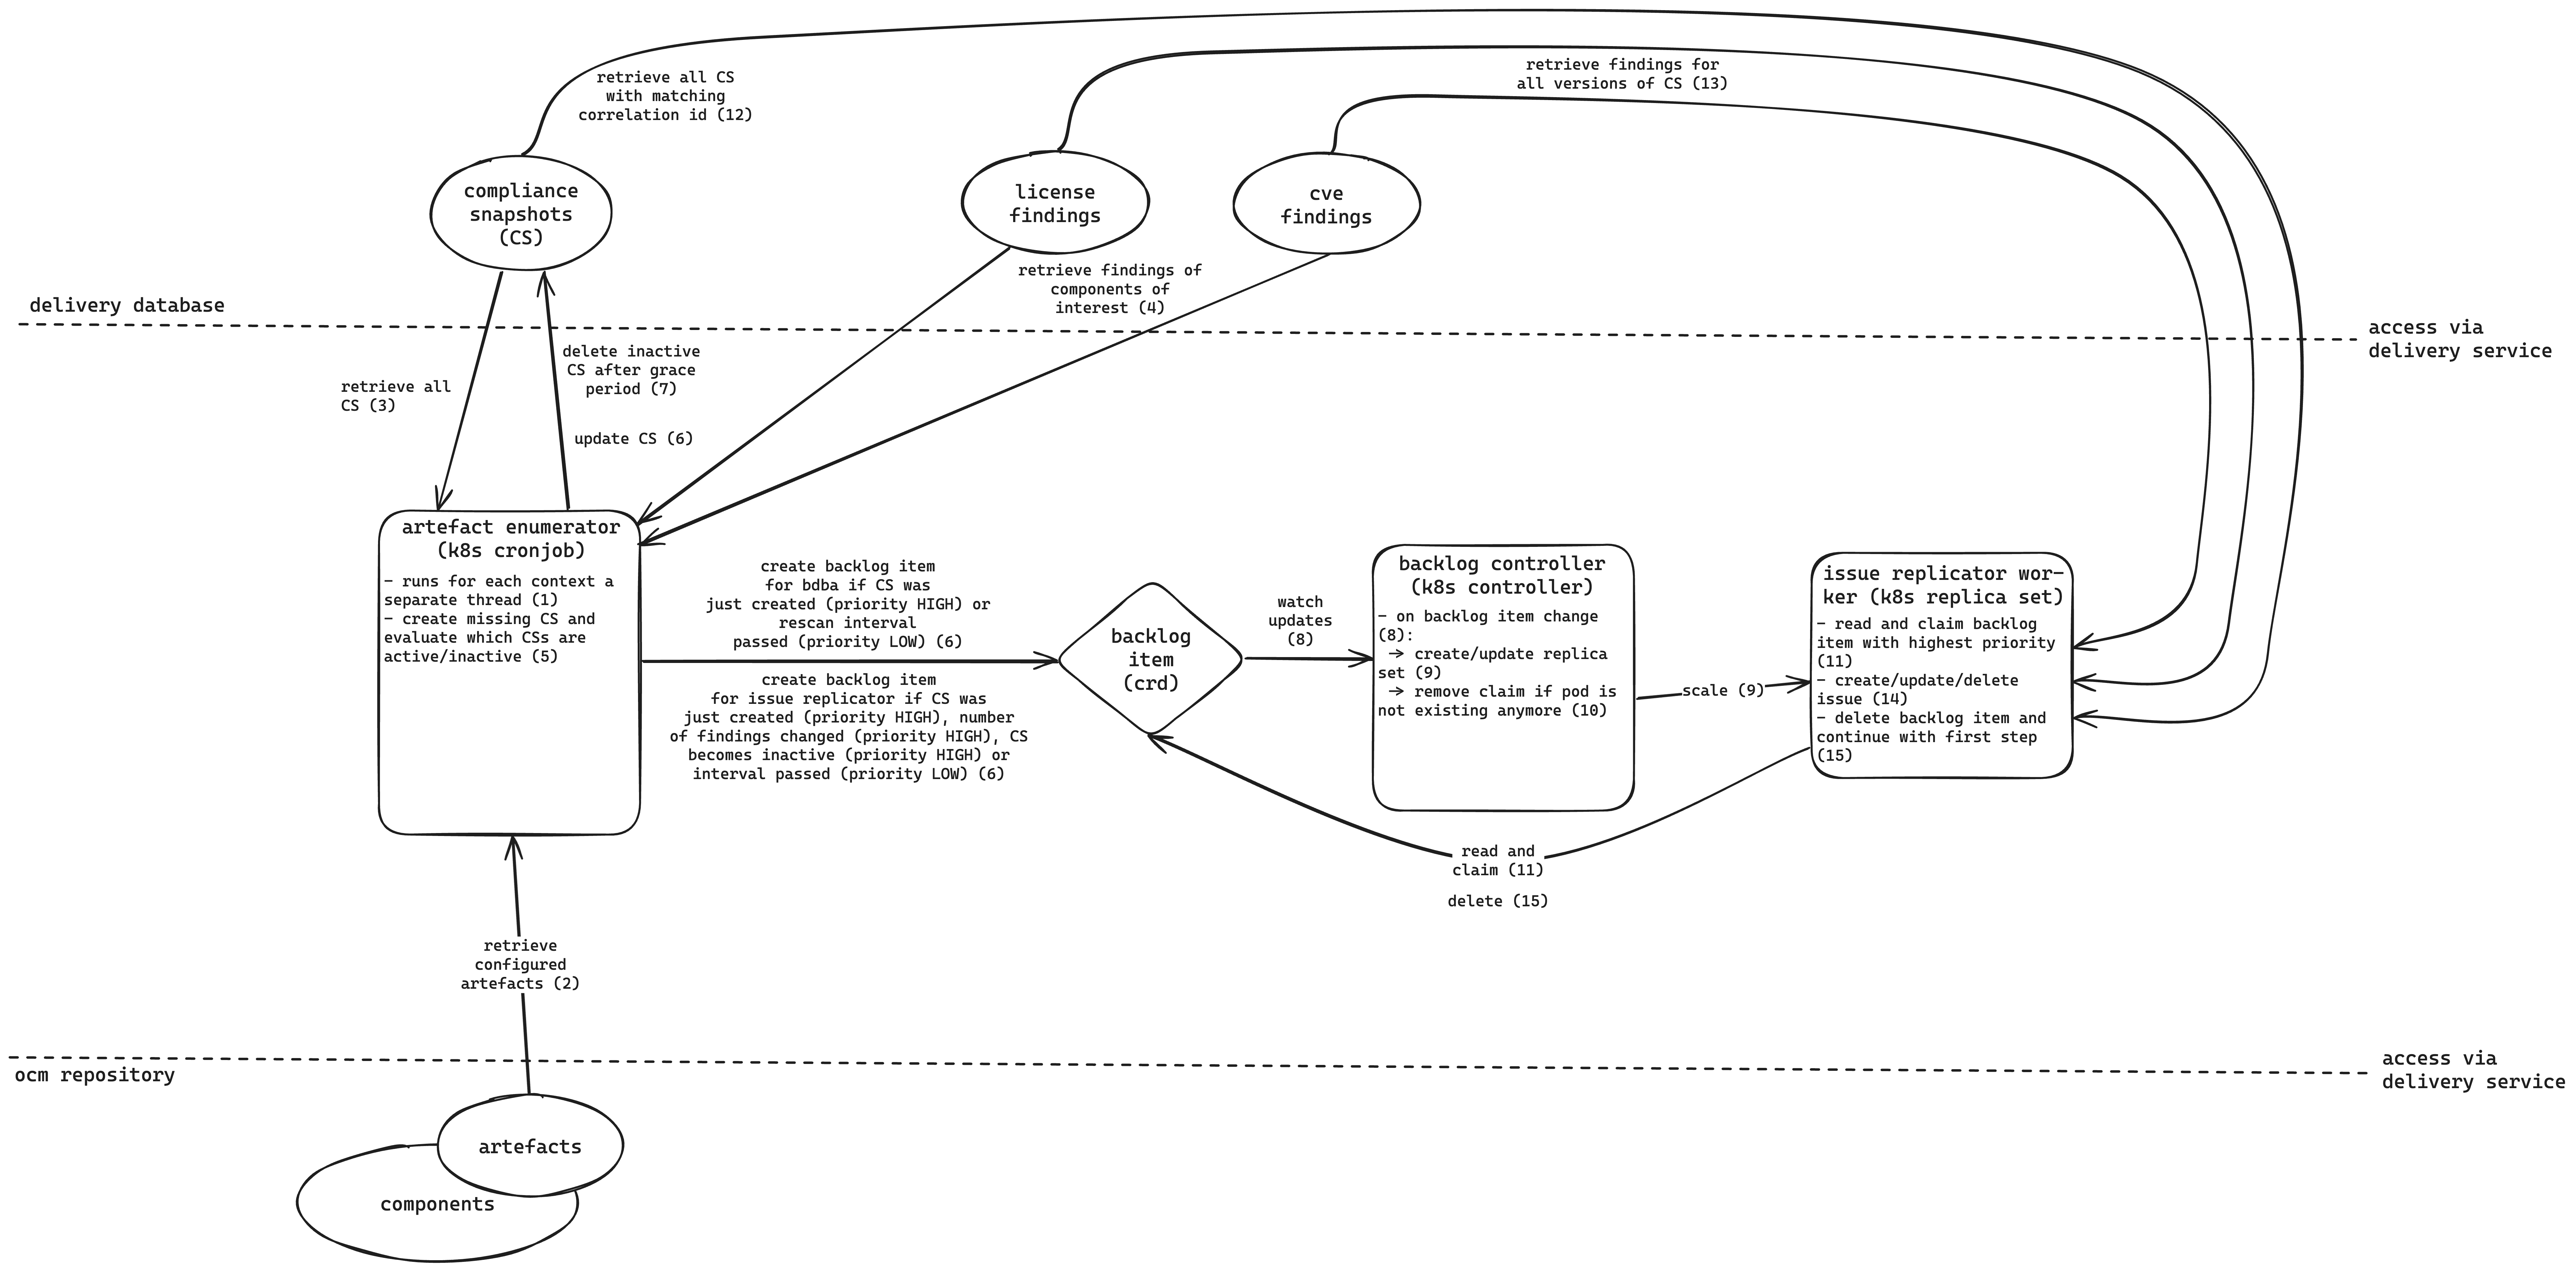 retrieve all CS
with matching
correlation id (12)
retrieve findings for
all versions of CS (13)
compliance
snapshots
(CS)
license
findings
cve
findings
retrieve findings of
components of
interest (4)
delivery database
access via
delivery service
delete inactive
CS after grace
period (7)
retrieve all
CS (3)
update CS (6)
artefact enumerator
(k8s cronjob)
– runs for each context a
separate thread (1)
– create missing CS and
evaluate which CSs are
active/inactive (5)
create backlog item
for bdba if CS was
just created (priority HIGH) or
rescan interval
passed (priority LOW) (6)
create backlog item
for issue replicator if CS was
just created (priority HIGH), number
of findings changed (priority HIGH), CS
becomes inactive (priority HIGH) or
interval passed (priority LOW) (6)
backlog
item
(crd)
watch
updates
(8)
backlog controller
(k8s controller)
– on backlog item change
(8):
→ create/update replica
set (9)
→ remove claim if pod is
not existing anymore (10)
scale (9)
issue replicator wor–
ker (k8s replica set)
– read and claim backlog
item with highest priority
(11)
– create/update/delete
issue (14)
– delete backlog item and
continue with first step
(15)
read and
claim (11)
delete (15)
retrieve
configured
artefacts (2)
ocm repository
access via
delivery service
artefacts
components